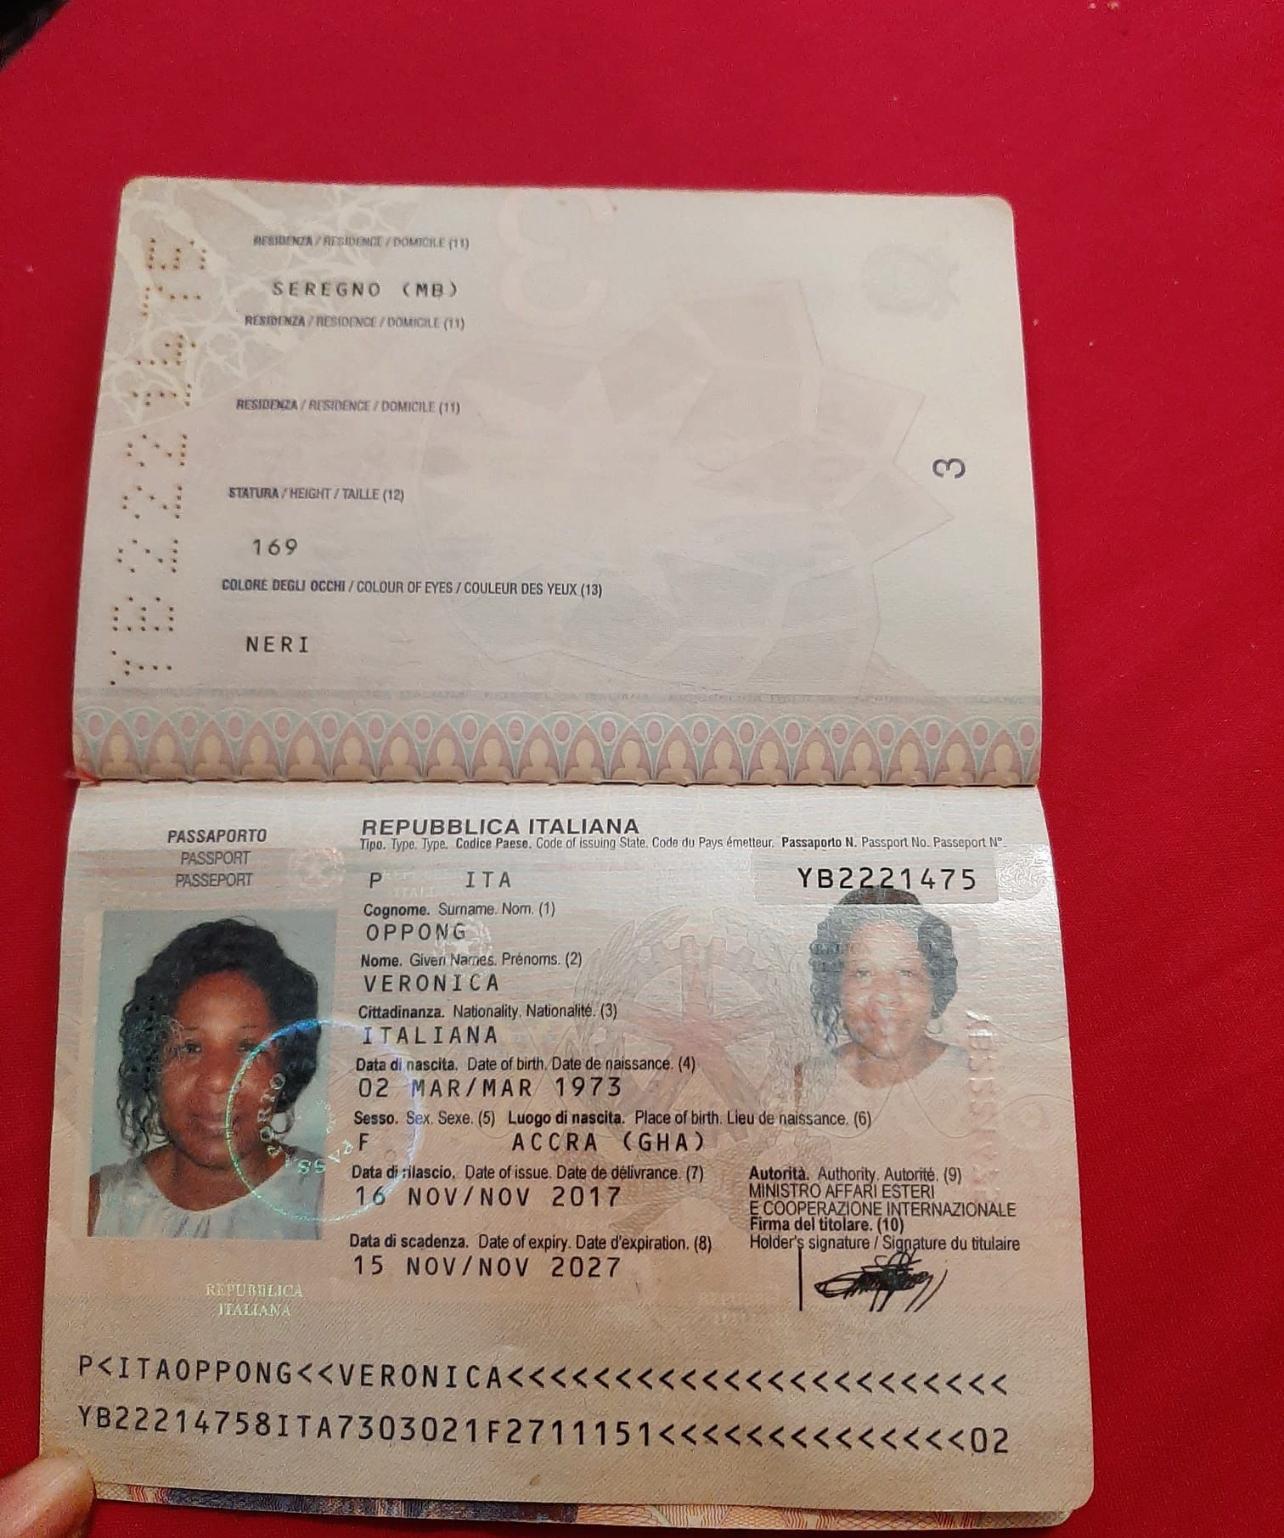 RESIDENZA / RESIDENCE / DOMICILE (11)
SEREGNO (MB)
RESIDENZA / RESIDENCE / DOMICILE (11)
RESIDENZA / RESIDENCE / DOMICILE (11)
STATURA / HEIGHT / TAILLE (12)
169
COLORE DEGLI OCCHI / COLOUR OF EYES / COULEUR DES YEUX (13)
NERI
3
PASSAPORTO
PASSPORT
PASSEPORT
REPUBBLICA ITALIANA
Tipo. Type. Type. Codice Paese. Code of issuing State. Code du Pays émetteur. Passaporto N. Passport No. Passeport N°.
P ITA YB2221475
Cognome. Surname. Nom. (1)
OPPONG
Nome. Given Names. Prénoms. (2)
VERONICA
Cittadinanza. Nationality. Nationalité. (3)
ITALIANA
Data di nascita. Date of birth. Date de naissance. (4)
02 MAR/MAR 1973
Sesso. Sex. Sexe. (5) Luogo di nascita. Place of birth. Lieu de naissance. (6)
F ACCRA (GHA)
Data di rilascio. Date of issue. Date de délivrance. (7)
16 NOV/NOV 2017
Data di scadenza. Date of expiry. Date d'expiration. (8)
15 NOV/NOV 2027
Autorità. Authority. Autorité. (9)
MINISTRO AFFARI ESTERI
E COOPERAZIONE INTERNAZIONALE
Firma del titolare. (10)
Holder's signature / Signature du titulaire
REPUBBLICA
ITALIANA
P<ITAOPPONG<<VERONICA<<<<<<<<<<<<<<<<<<<<<<<
YB22214758ITA7303021F2711151<<<<<<<<<<<<<<02